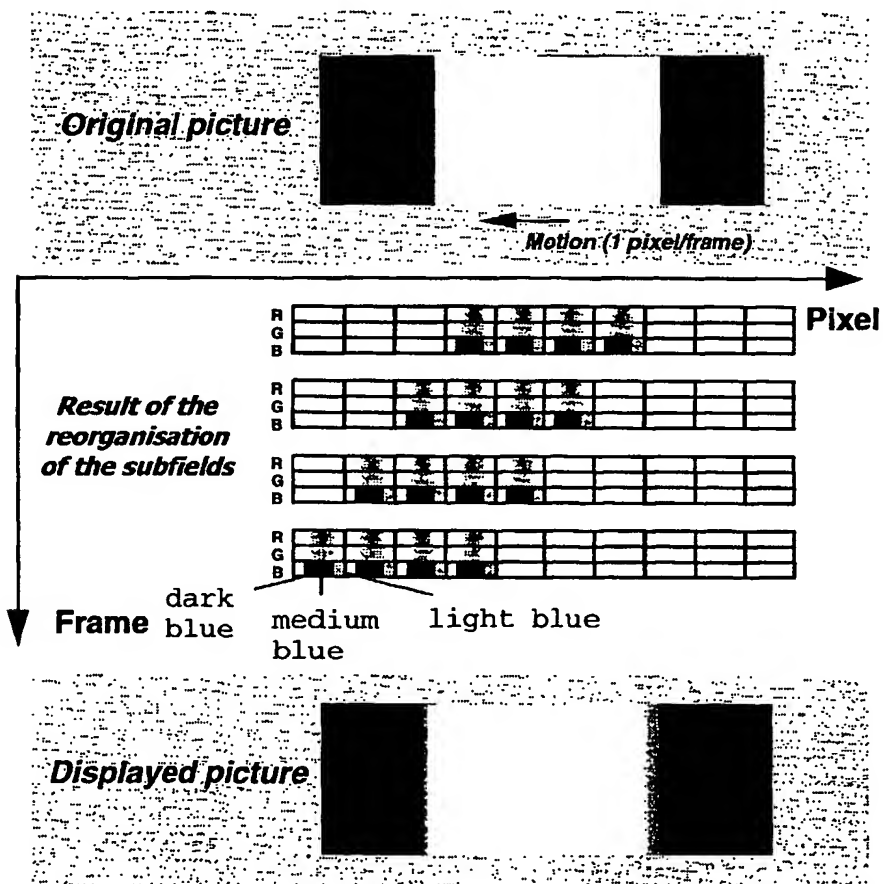 Original picture
Motion (1 pixel/frame)
Pixel
R
G
B
R
G
B
Result of the
reorganisation
of the subfields
R
G
B
R
G
B
Frame
dark
blue
medium
blue
light blue
Displayed picture